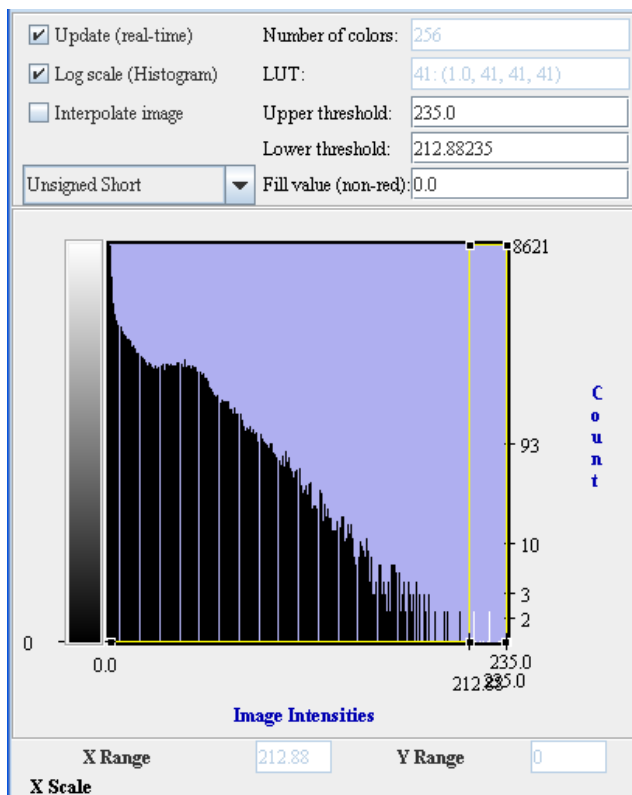 Update (real-time) Number of colors: 256
Log scale (Histogram) LUT: 41: (1.0, 41, 41, 41)
Interpolate image Upper threshold: 235.0
Lower threshold: 212.88235
Unsigned Short Fill value (non-red): 0.0
8621
Count
93
10
3
2
0
0.0 235.0
212.88 235.0
Image Intensities
X Range 212.88 Y Range 0
X Scale